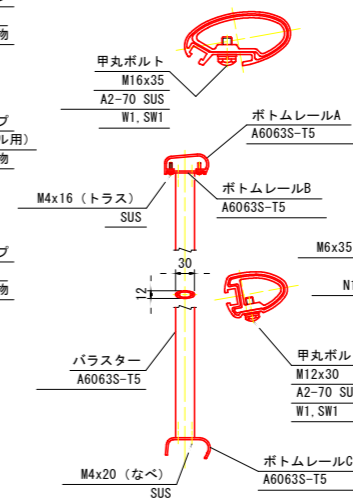 物
甲丸ボルト
M16x35
A2-70 SUS
W1, SW1
プ
ル用)
物
ボトムレールA
A6063S-T5
M4x16 (トラス)
SUS
ボトムレールB
A6063S-T5
プ
物
30
12
M6x35
N1
バラスター
A6063S-T5
甲丸ボル
M12x30
A2-70 SU
W1, SW1
M4x20 (なべ)
SUS
ボトムレールC
A6063S-T5